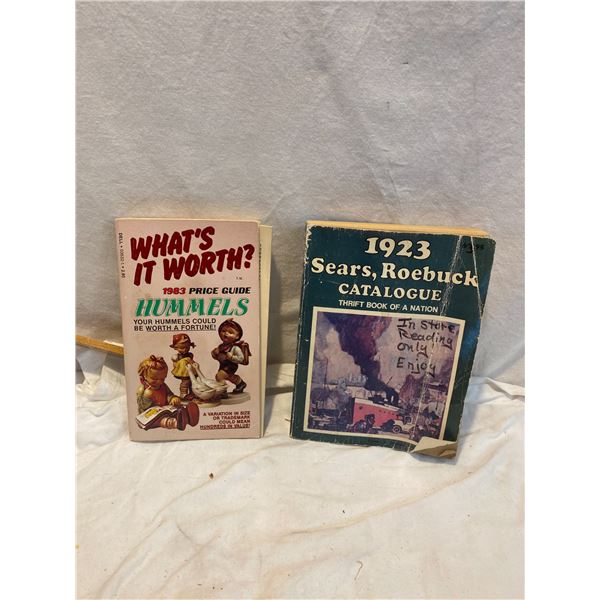 WHAT'S
IT WORTH?
1983 PRICE GUIDE
HUMMELS
YOUR HUMMELS COULD
BE WORTH A FORTUNE!
A VARIATION IN SIZE
OR TRADEMARK
COULD MEAN
HUNDREDS IN VALUE!
1923
Sears, Roebuck
CATALOGUE
THRIFT BOOK OF A NATION
In Store
Reading
Only!
Enjoy